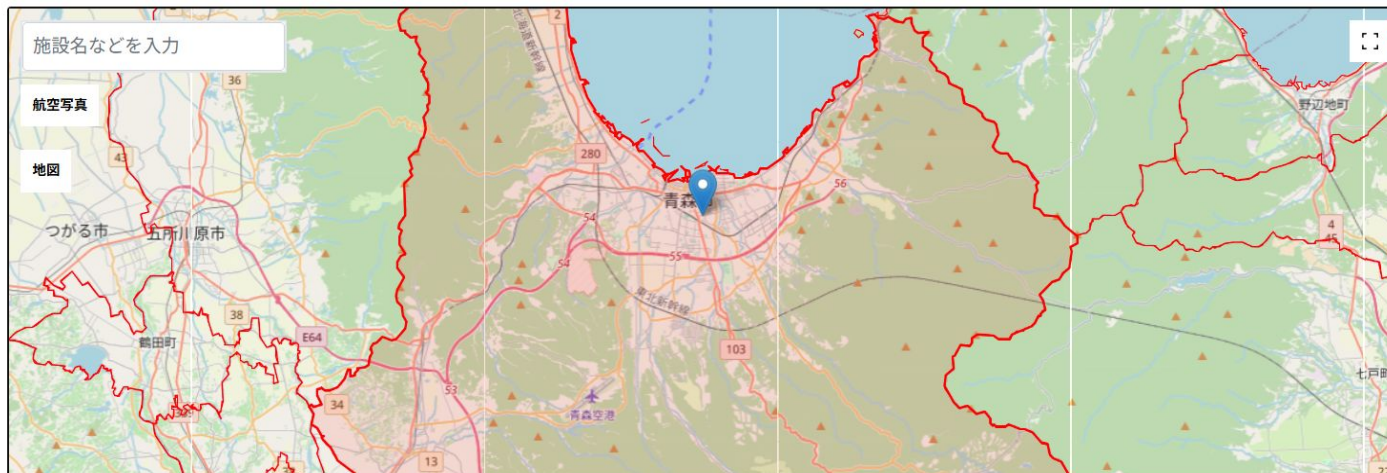 施設名などを入力
航空写真
地図
2
北海道新幹線
36
43
280
野辺地町
56
青森
54
つがる市
五所川原市
4
45
55
54
東北新幹線
38
E64
鶴田町
103
七戸町
53
34
青森空港
13